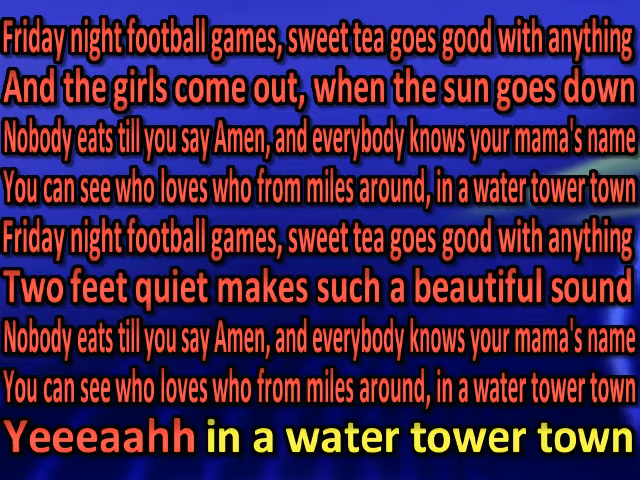 Friday night football games, sweet tea goes good with anything
And the girls come out, when the sun goes down
Nobody eats till you say Amen, and everybody knows your mama's name
You can see who loves who from miles around, in a water tower town
Friday night football games, sweet tea goes good with anything
Two feet quiet makes such a beautiful sound
Nobody eats till you say Amen, and everybody knows your mama's name
You can see who loves who from miles around, in a water tower town
Yeeeaahh in a water tower town